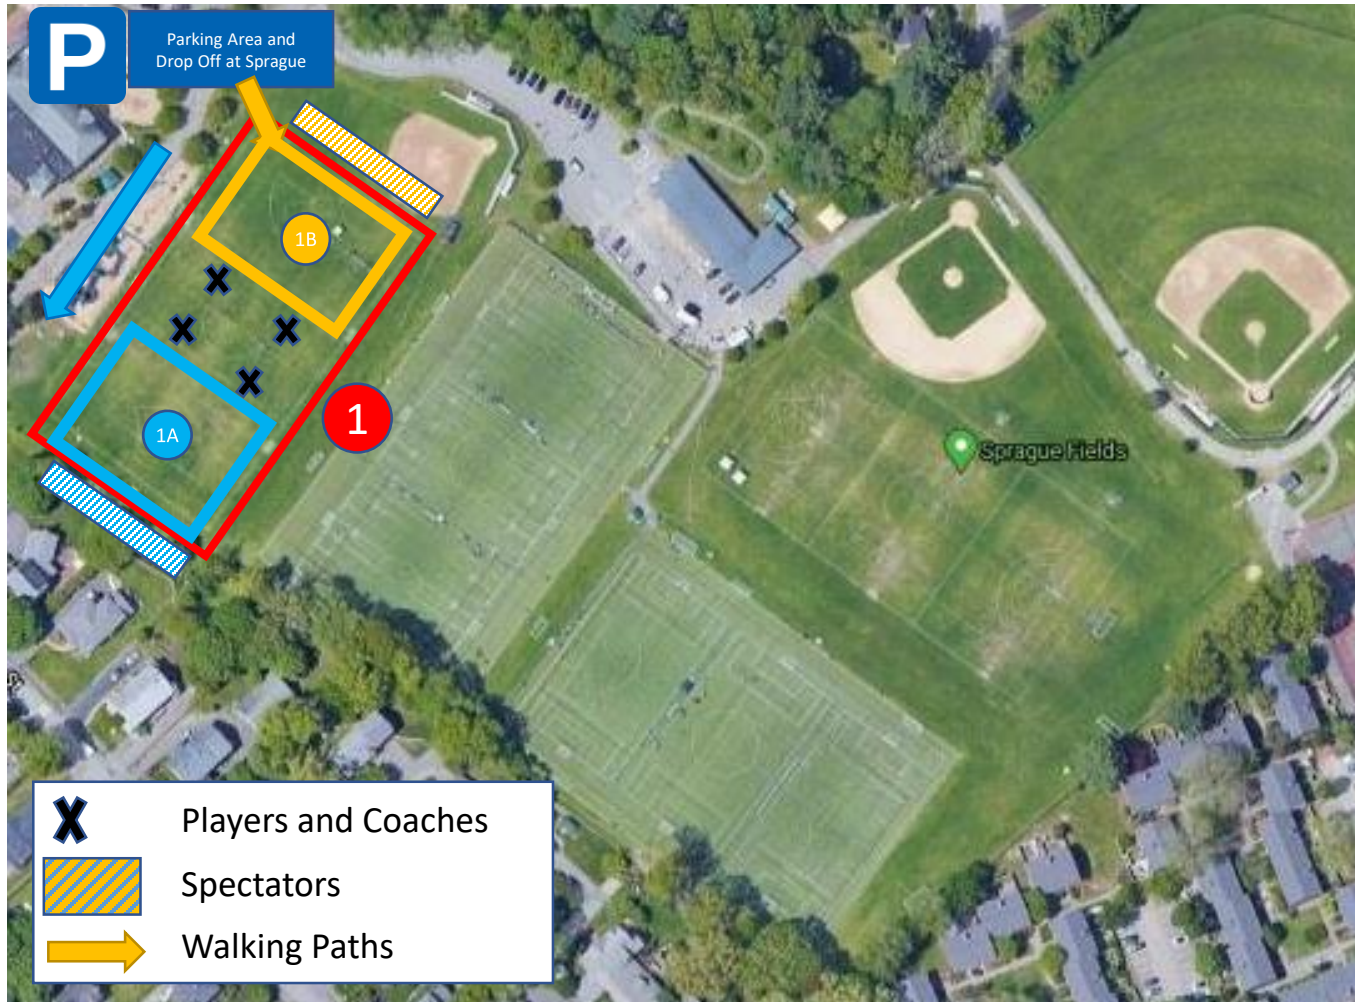 P
Parking Area and
Drop Off at Sprague
1B
1
1A
Sprague Fields
Players and Coaches
Spectators
Walking Paths